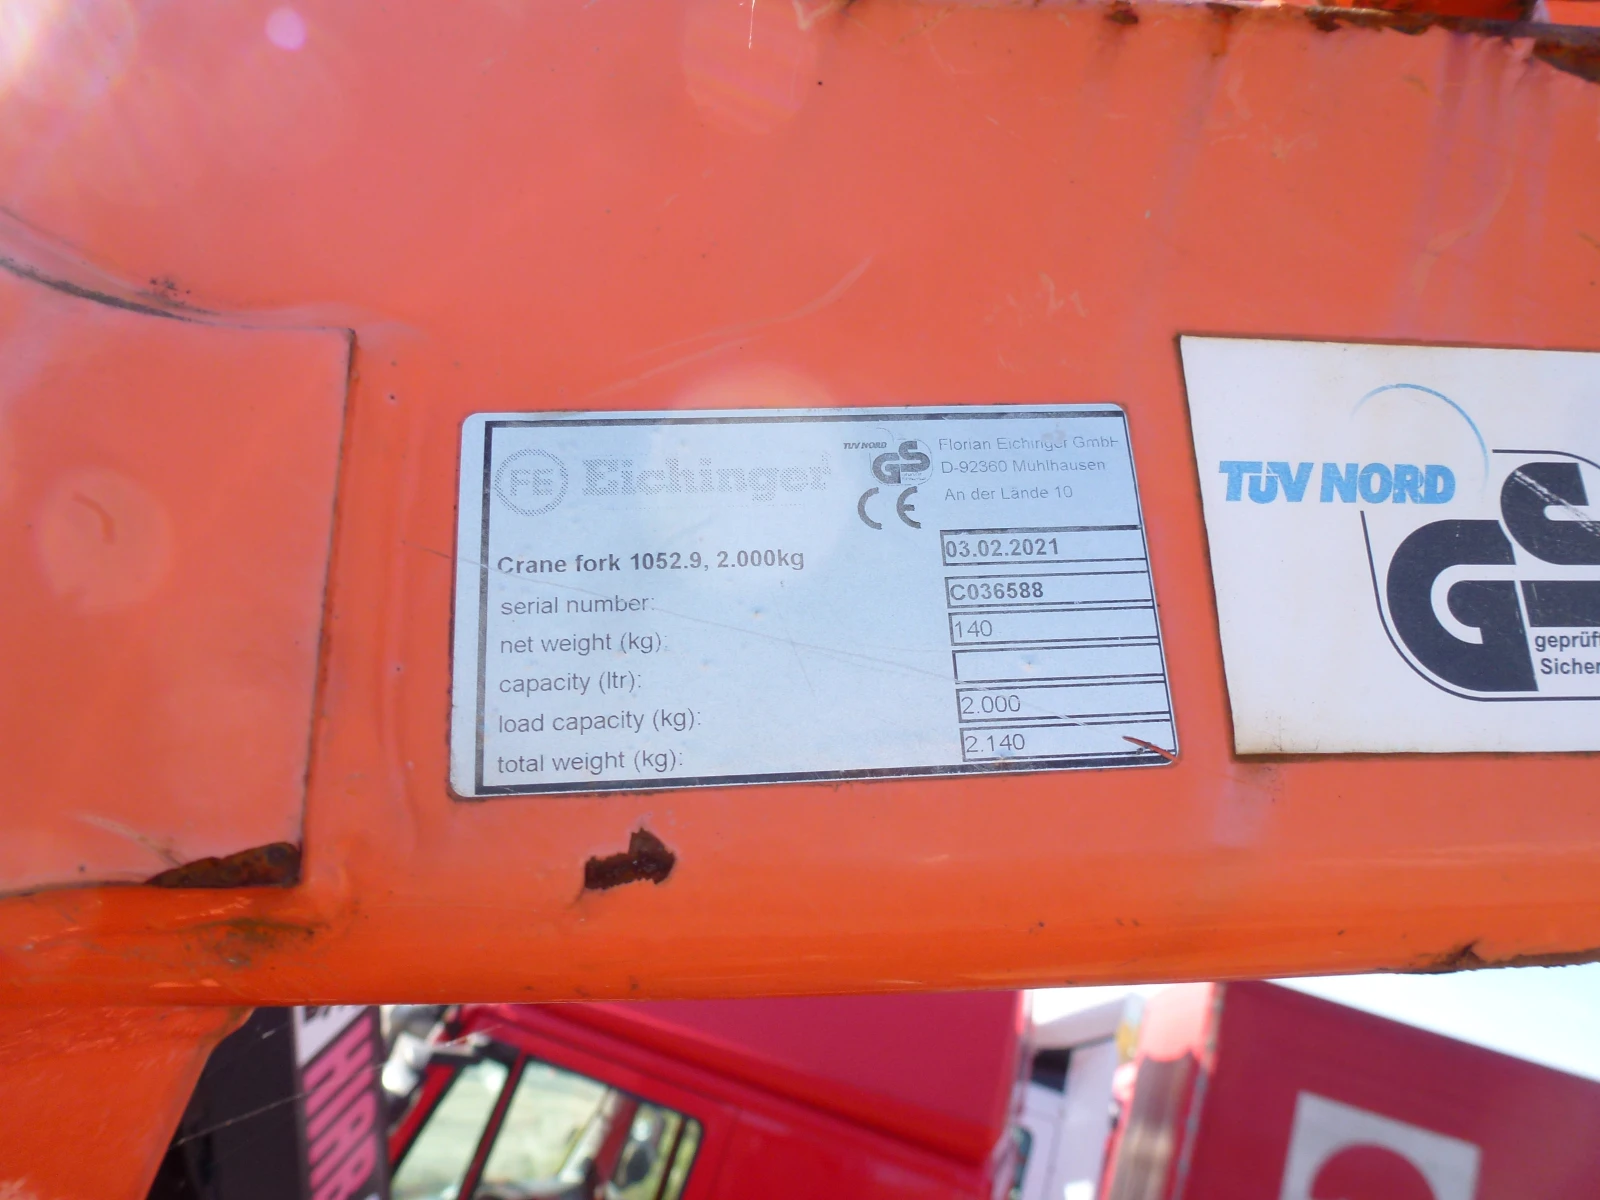 FE Eichinger
TÜV NORD
GS
CE
Florian Eichinger GmbH
D-92360 Mühlhausen
An der Lände 10
Crane fork 1052.9, 2.000kg 03.02.2021
serial number: C036588
net weight (kg): 140
capacity (ltr):
load capacity (kg): 2.000
total weight (kg): 2.140
TÜV NORD
GS
geprüft
Sicher
HIAB